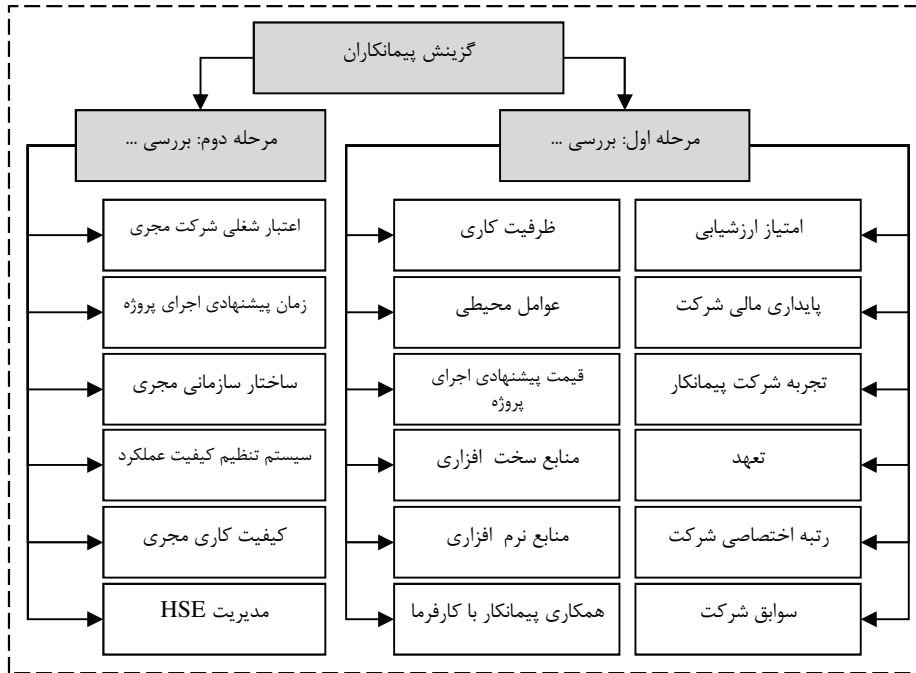 گزینش پیمانکاران
مرحله اول: بررسی ...
مرحله دوم: بررسی ...
امتیاز ارزشیابی
پایداری مالی شرکت
تجربه شرکت پیمانکار
تعهد
رتبه اختصاصی شرکت
سوابق شرکت
ظرفیت کاری
عوامل محیطی
قیمت پیشنهادی اجرای
پروژه
منابع سخت افزاری
منابع نرم افزاری
همکاری پیمانکار با کارفرما
اعتبار شغلی شرکت مجری
زمان پیشنهادی اجرای پروژه
ساختار سازمانی مجری
سیستم تنظیم کیفیت عملکرد
کیفیت کاری مجری
مدیریت HSE